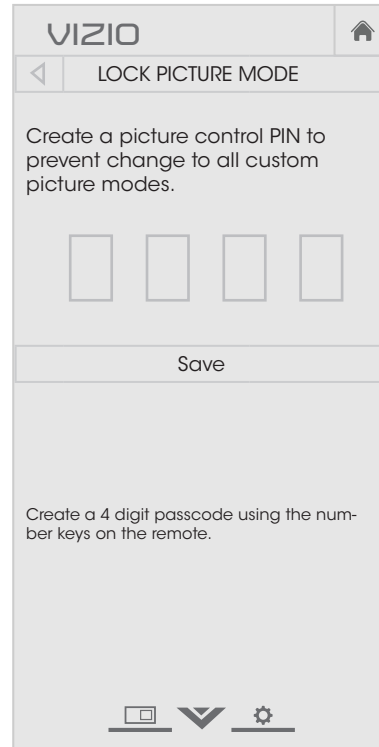 VIZIO
LOCK PICTURE MODE
Create a picture control PIN to
prevent change to all custom
picture modes.
Save
Create a 4 digit passcode using the num-
ber keys on the remote.